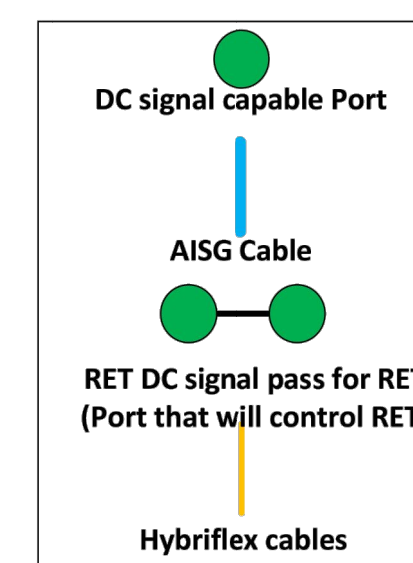 DC signal capable Port
AISG Cable
RET DC signal pass for RET
(Port that will control RET
Hybriflex cables